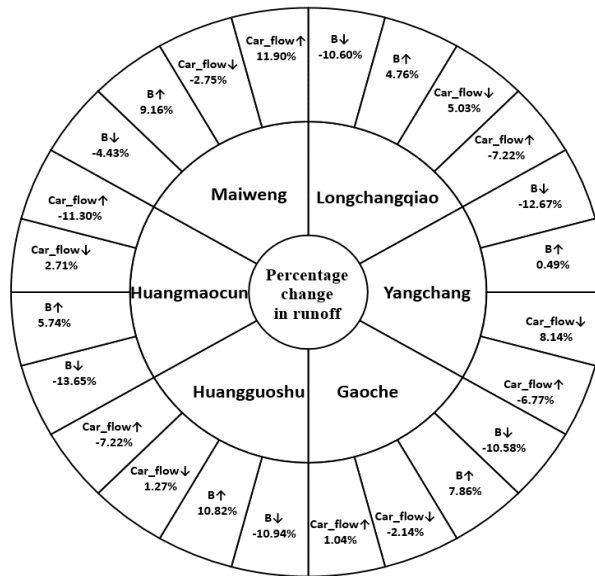 Percentage
change
in runoff
Longchangqiao
B↓
-10.60%
B↑
4.76%
Car_flow↓
5.03%
Car_flow↑
-7.22%
Yangchang
B↓
-12.67%
B↑
0.49%
Car_flow↓
8.14%
Car_flow↑
-6.77%
Gaoche
B↓
-10.58%
B↑
7.86%
Car_flow↓
-2.14%
Car_flow↑
1.04%
Huangguoshu
B↓
-10.94%
B↑
10.82%
Car_flow↓
1.27%
Car_flow↑
-7.22%
Huangmaocun
B↓
-13.65%
B↑
5.74%
Car_flow↓
2.71%
Car_flow↑
-11.30%
Maiweng
B↓
-4.43%
B↑
9.16%
Car_flow↓
-2.75%
Car_flow↑
11.90%